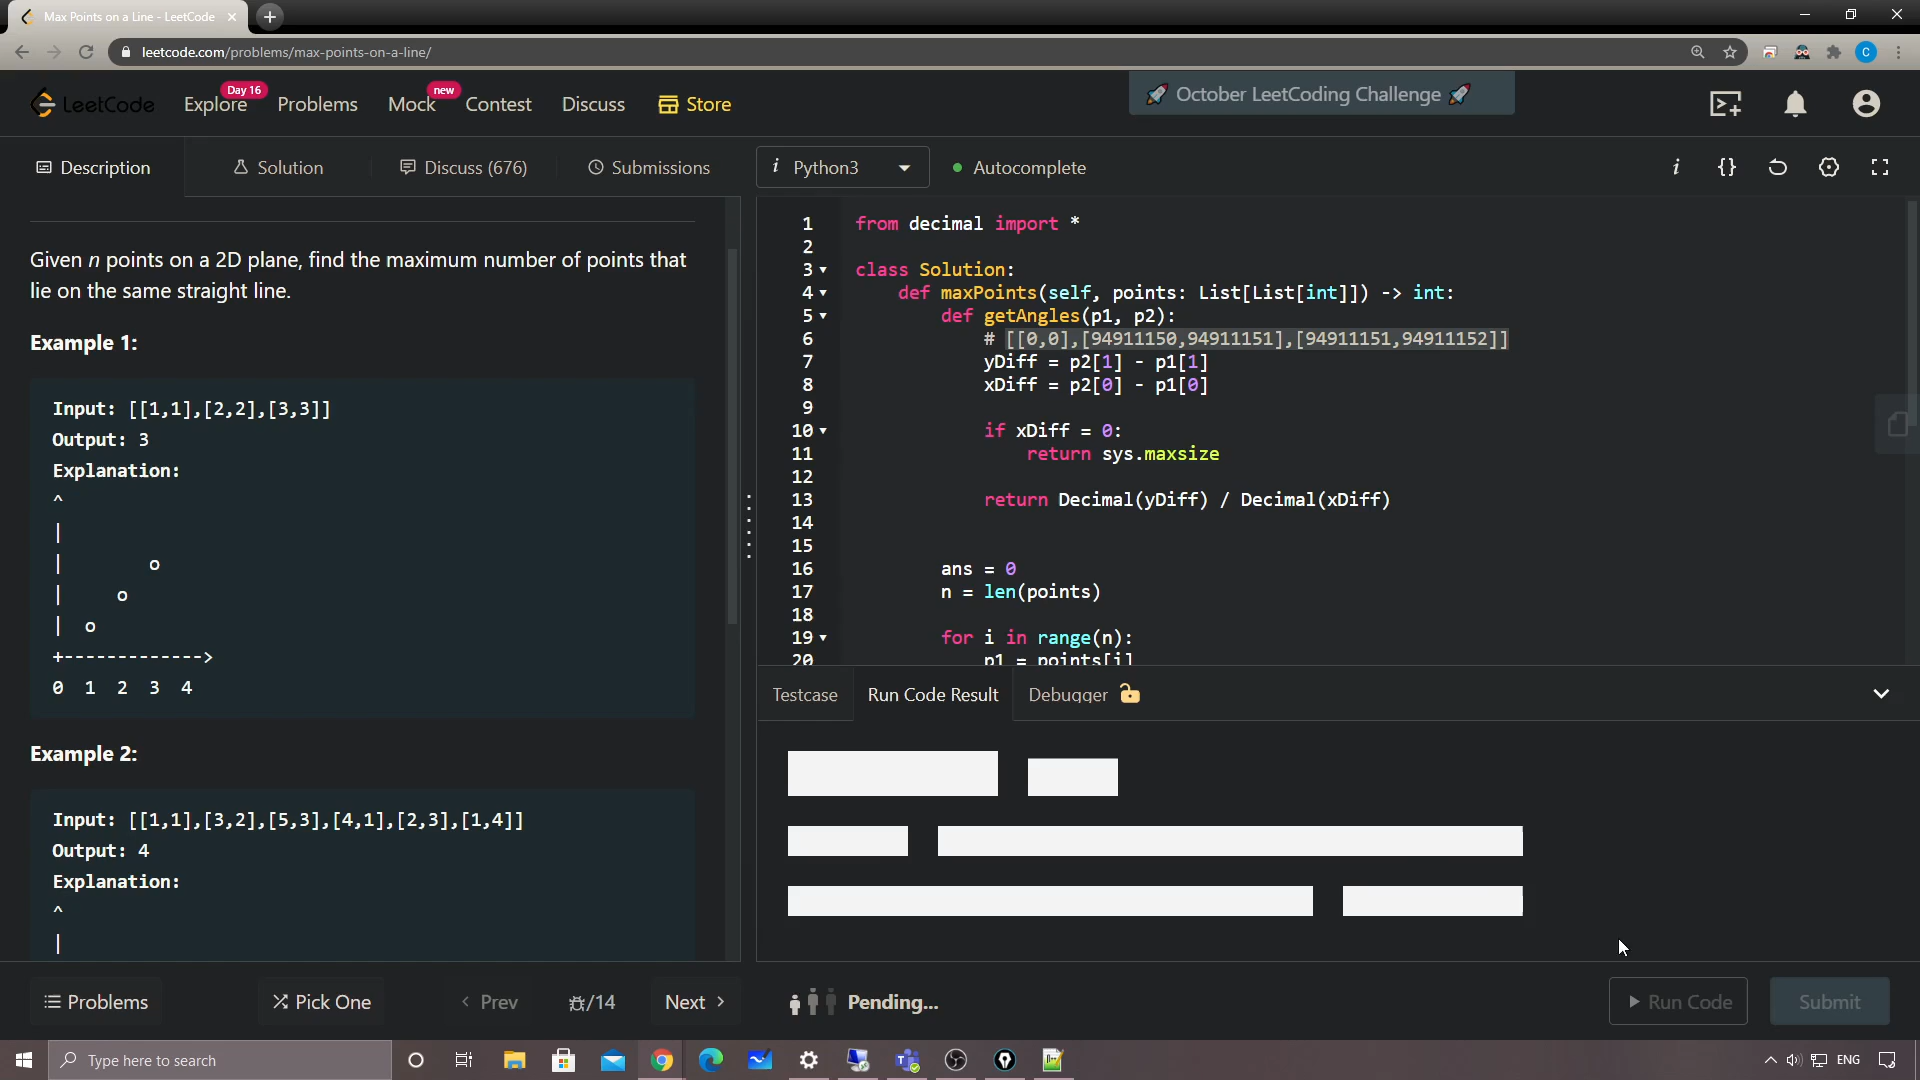 Max Points on a Line - LeetCode
leetcode.com/problems/max-points-on-a-line/
C
LeetCode
Explore
Day 16
Problems
Mock
new
Contest
Discuss
Store
October LeetCoding Challenge
Description
Solution
Discuss (676)
Submissions
i Python3
Autocomplete
i
{}
Given n points on a 2D plane, find the maximum number of points that
lie on the same straight line.
Example 1:
Input: [[1,1],[2,2],[3,3]]
Output: 3
Explanation:
^
|
|        o
|     o
|  o
+------------->
0  1  2  3  4
Example 2:
Input: [[1,1],[3,2],[5,3],[4,1],[2,3],[1,4]]
Output: 4
Explanation:
^
|
1 from decimal import *
2
3 class Solution:
4     def maxPoints(self, points: List[List[int]]) -> int:
5         def getAngles(p1, p2):
6             # [[0,0],[94911150,94911151],[94911151,94911152]]
7             yDiff = p2[1] - p1[1]
8             xDiff = p2[0] - p1[0]
9
10             if xDiff = 0:
11                 return sys.maxsize
12
13             return Decimal(yDiff) / Decimal(xDiff)
14
15
16         ans = 0
17         n = len(points)
18
19         for i in range(n):
20             p1 = points[i]
Testcase
Run Code Result
Debugger
Problems
Pick One
Prev
/14
Next
Pending...
Run Code
Submit
Type here to search
ENG